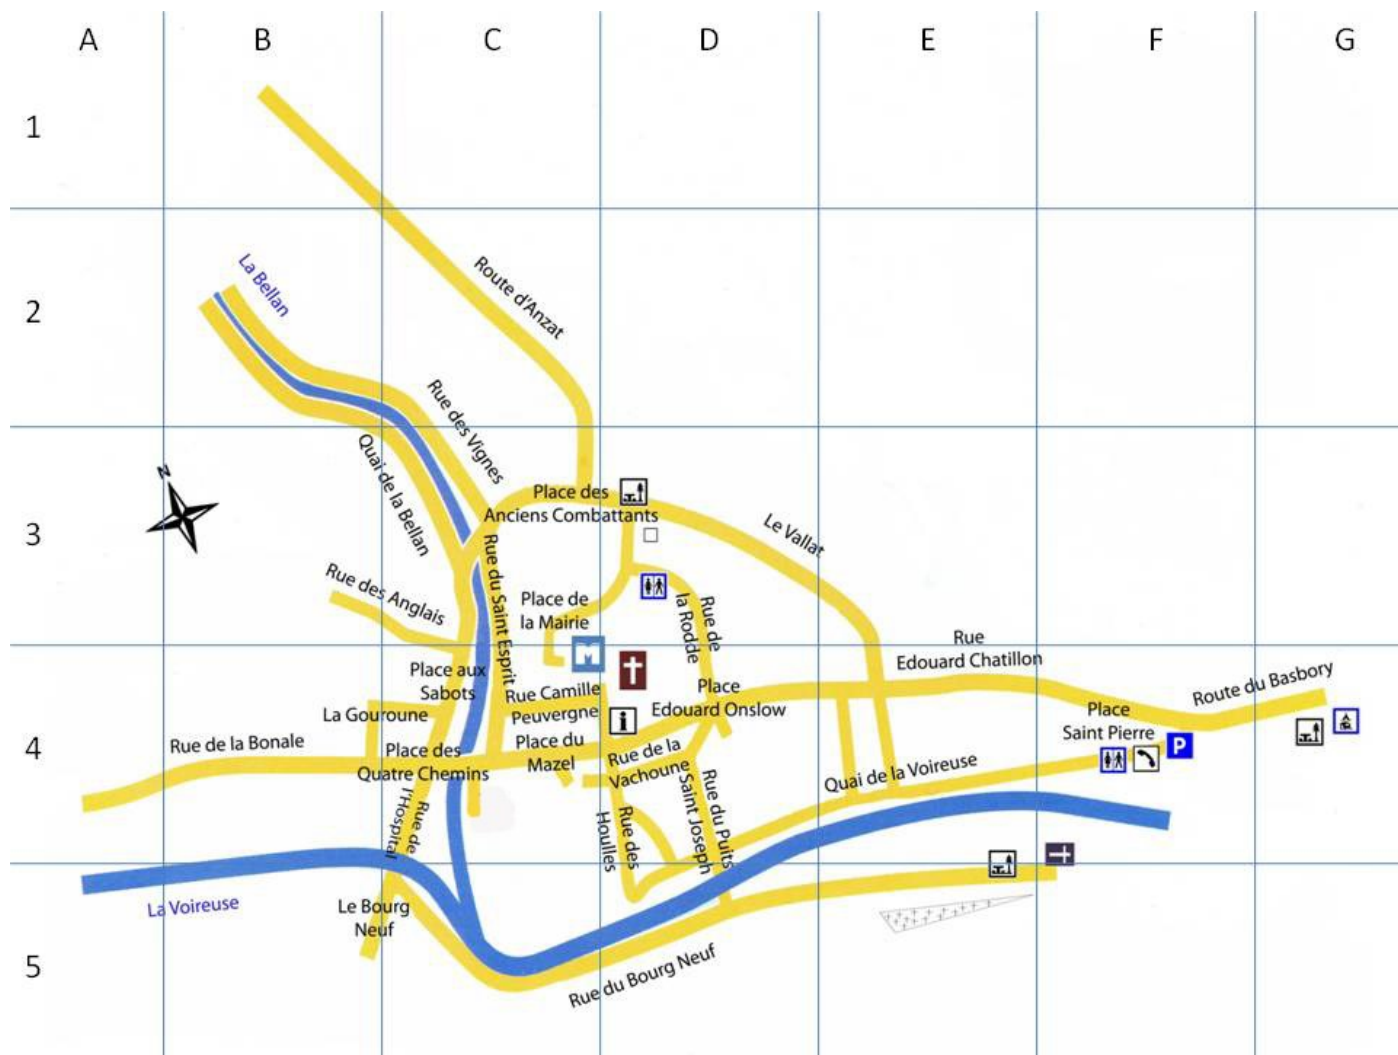 A B C D E F G
1
2
3
4
5
La Bellan
Route d'Anzat
Rue des Vignes
Quai de la Bellan
N
Place des
Anciens Combattants
Le Vallat
Rue du Saint Esprit
Rue des Anglais
Place de
la Mairie
Rue de
la Rodde
M
Rue
Edouard Chatillon
Place aux
Sabots
Rue Camille
Peuvergne
Place
Edouard Onslow
Route du Basbory
La Gouroune
i
Place
Saint Pierre
P
Rue de la Bonale
Place des
Quatre Chemins
Place du
Mazel
Rue de la
Vachoune
Quai de la Voireuse
Rue de
l'Hospital
Rue des
Houlles
Rue du Puits
Saint Joseph
La Voireuse
Le Bourg
Neuf
Rue du Bourg Neuf